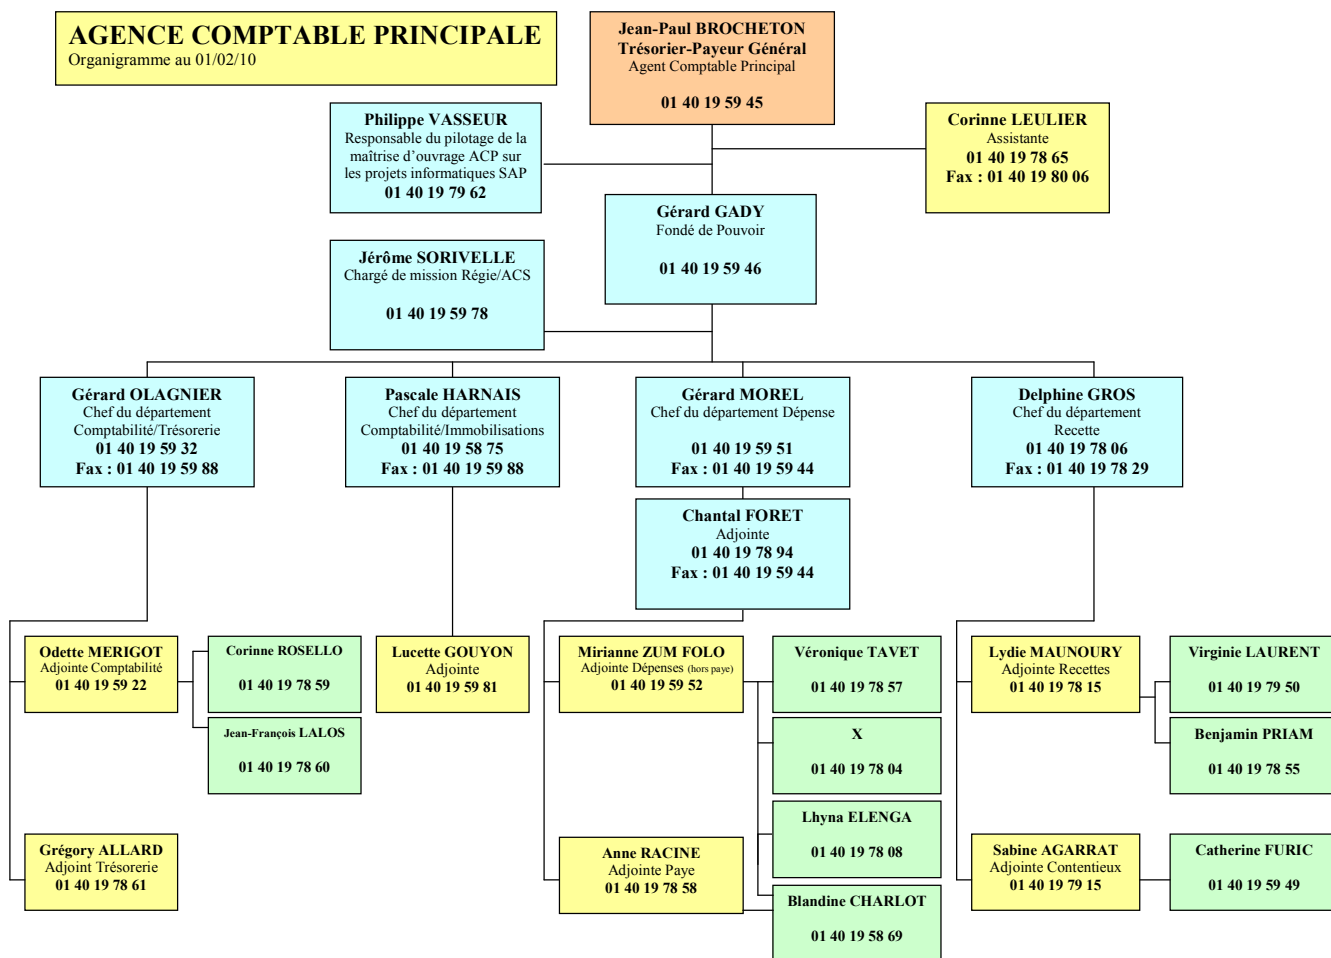 AGENCE COMPTABLE PRINCIPALE
Organigramme au 01/02/10
Jean-Paul BROCHETON
Trésorier-Payeur Général
Agent Comptable Principal
01 40 19 59 45
Philippe VASSEUR
Responsable du pilotage de la
maîtrise d’ouvrage ACP sur
les projets informatiques SAP
01 40 19 79 62
Corinne LEULIER
Assistante
01 40 19 78 65
Fax : 01 40 19 80 06
Gérard GADY
Fondé de Pouvoir
01 40 19 59 46
Jérôme SORIVELLE
Chargé de mission Régie/ACS
01 40 19 59 78
Gérard OLAGNIER
Chef du département
Comptabilité/Trésorerie
01 40 19 59 32
Fax : 01 40 19 59 88
Pascale HARNAIS
Chef du département
Comptabilité/Immobilisations
01 40 19 58 75
Fax : 01 40 19 59 88
Gérard MOREL
Chef du département Dépense
01 40 19 59 51
Fax : 01 40 19 59 44
Delphine GROS
Chef du département
Recette
01 40 19 78 06
Fax : 01 40 19 78 29
Chantal FORET
Adjointe
01 40 19 78 94
Fax : 01 40 19 59 44
Odette MERIGOT
Adjointe Comptabilité
01 40 19 59 22
Corinne ROSELLO
01 40 19 78 59
Jean-François LALOS
01 40 19 78 60
Grégory ALLARD
Adjoint Trésorerie
01 40 19 78 61
Lucette GOUYON
Adjointe
01 40 19 59 81
Mirianne ZUM FOLO
Adjointe Dépenses (hors paye)
01 40 19 59 52
Véronique TAVET
01 40 19 78 57
X
01 40 19 78 04
Lhyna ELENGA
01 40 19 78 08
Anne RACINE
Adjointe Paye
01 40 19 78 58
Blandine CHARLOT
01 40 19 58 69
Lydie MAUNOURY
Adjointe Recettes
01 40 19 78 15
Virginie LAURENT
01 40 19 79 50
Benjamin PRIAM
01 40 19 78 55
Sabine AGARRAT
Adjointe Contentieux
01 40 19 79 15
Catherine FURIC
01 40 19 59 49